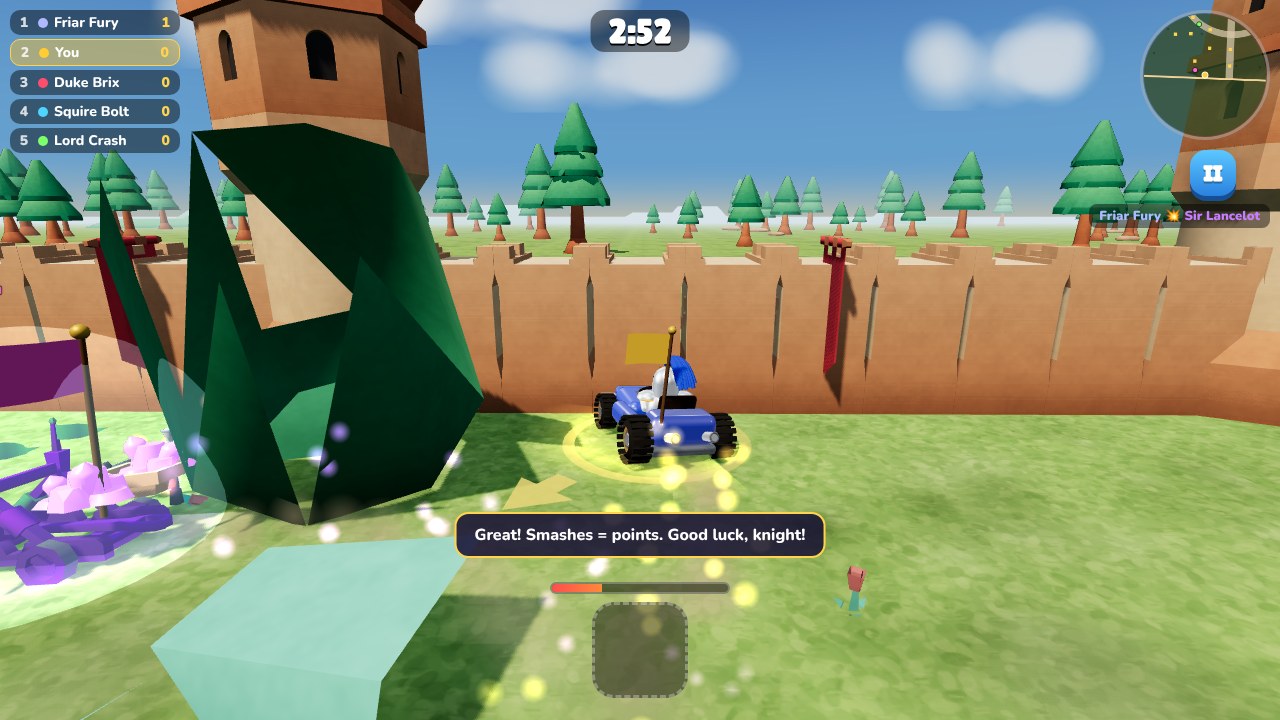 1 Friar Fury 1
2 You 0
3 Duke Brix 0
4 Squire Bolt 0
5 Lord Crash 0
2:52
Friar Fury 💥 Sir Lancelot
Great! Smashes = points. Good luck, knight!